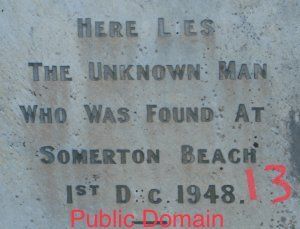 HERE LIES
THE UNKNOWN MAN
WHO WAS FOUND AT
SOMERTON BEACH
1ST DEC. 1948.
13
Public Domain